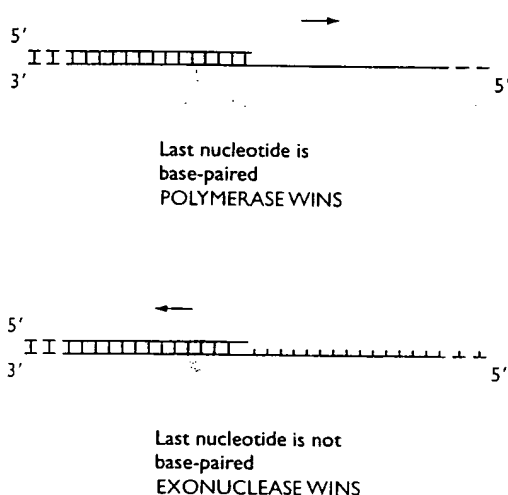 5'
3'
5'
Last nucleotide is
base-paired
POLYMERASE WINS
5'
3'
5'
Last nucleotide is not
base-paired
EXONUCLEASE WINS